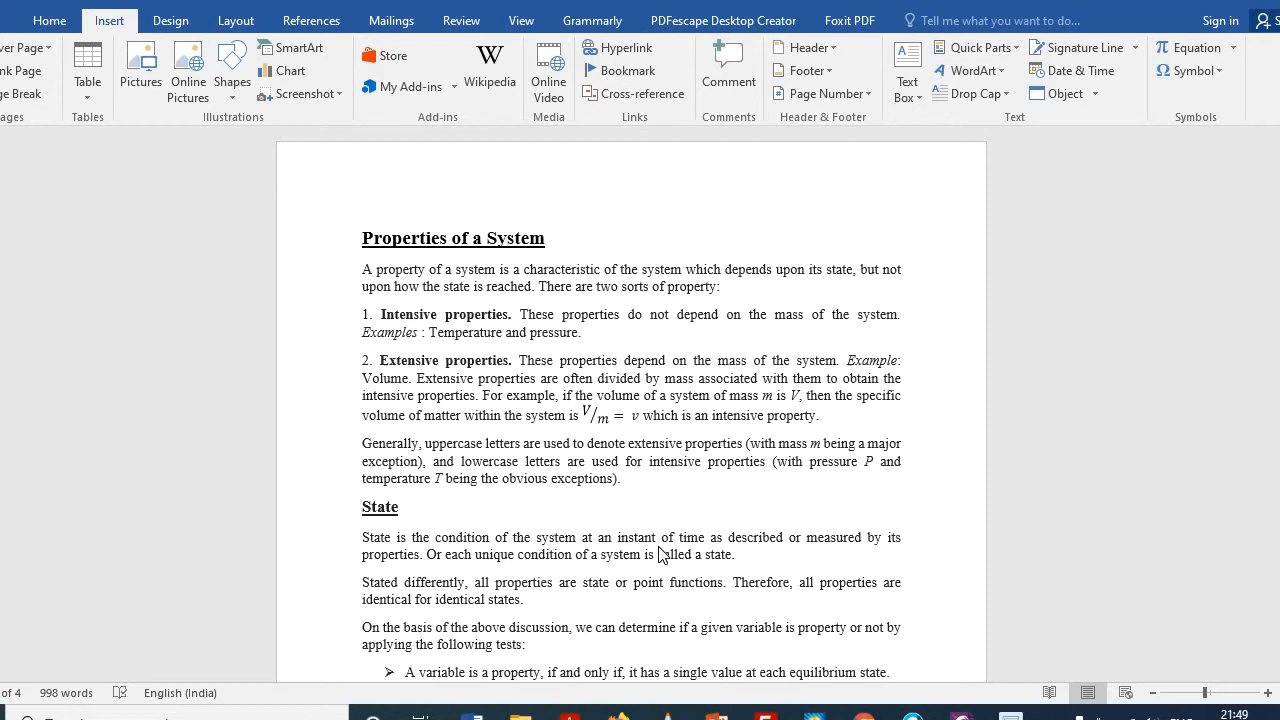 Home Insert Design Layout References Mailings Review View Grammarly PDFescape Desktop Creator Foxit PDF Tell me what you want to do... Sign in
Table
Tables
Pictures
Online
Pictures
Shapes
SmartArt
Chart
Screenshot
Illustrations
Store
My Add-ins
W
Wikipedia
Add-ins
Online
Video
Media
Hyperlink
Bookmark
Cross-reference
Links
Comment
Comments
Header
Footer
Page Number
Header & Footer
Text
Box
Quick Parts
WordArt
Drop Cap
Signature Line
Date & Time
Object
Text
Equation
Symbol
Symbols
Properties of a System
A property of a system is a characteristic of the system which depends upon its state, but not
upon how the state is reached. There are two sorts of property:
1. Intensive properties. These properties do not depend on the mass of the system.
Examples : Temperature and pressure.
2. Extensive properties. These properties depend on the mass of the system. Example:
Volume. Extensive properties are often divided by mass associated with them to obtain the
intensive properties. For example, if the volume of a system of mass m is V, then the specific
volume of matter within the system is V/m = v which is an intensive property.
Generally, uppercase letters are used to denote extensive properties (with mass m being a major
exception), and lowercase letters are used for intensive properties (with pressure P and
temperature T being the obvious exceptions).
State
State is the condition of the system at an instant of time as described or measured by its
properties. Or each unique condition of a system is called a state.
Stated differently, all properties are state or point functions. Therefore, all properties are
identical for identical states.
On the basis of the above discussion, we can determine if a given variable is property or not by
applying the following tests:
➤ A variable is a property, if and only if, it has a single value at each equilibrium state.
of 4 998 words English (India)
21:49